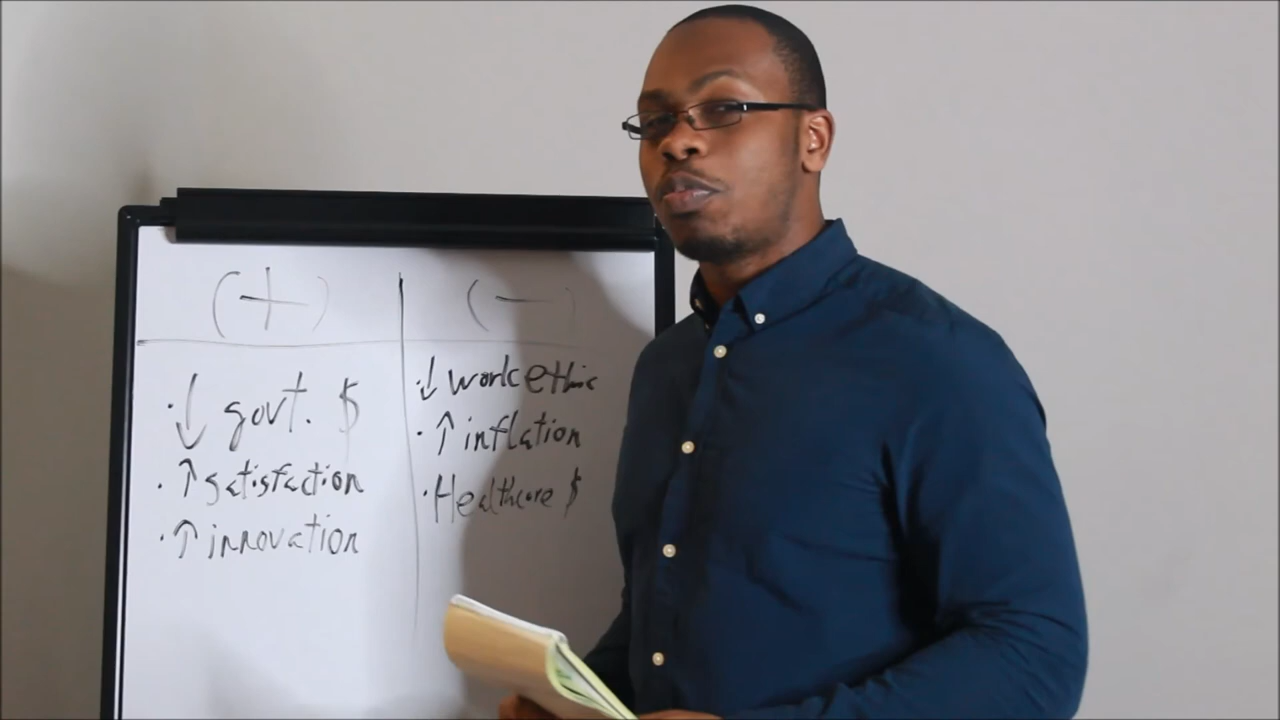 (+)
(−)
· ↓ govt. $
· ↑ satisfaction
· ↑ innovation
· ↓ work ethic
· ↑ inflation
· Healthcare $